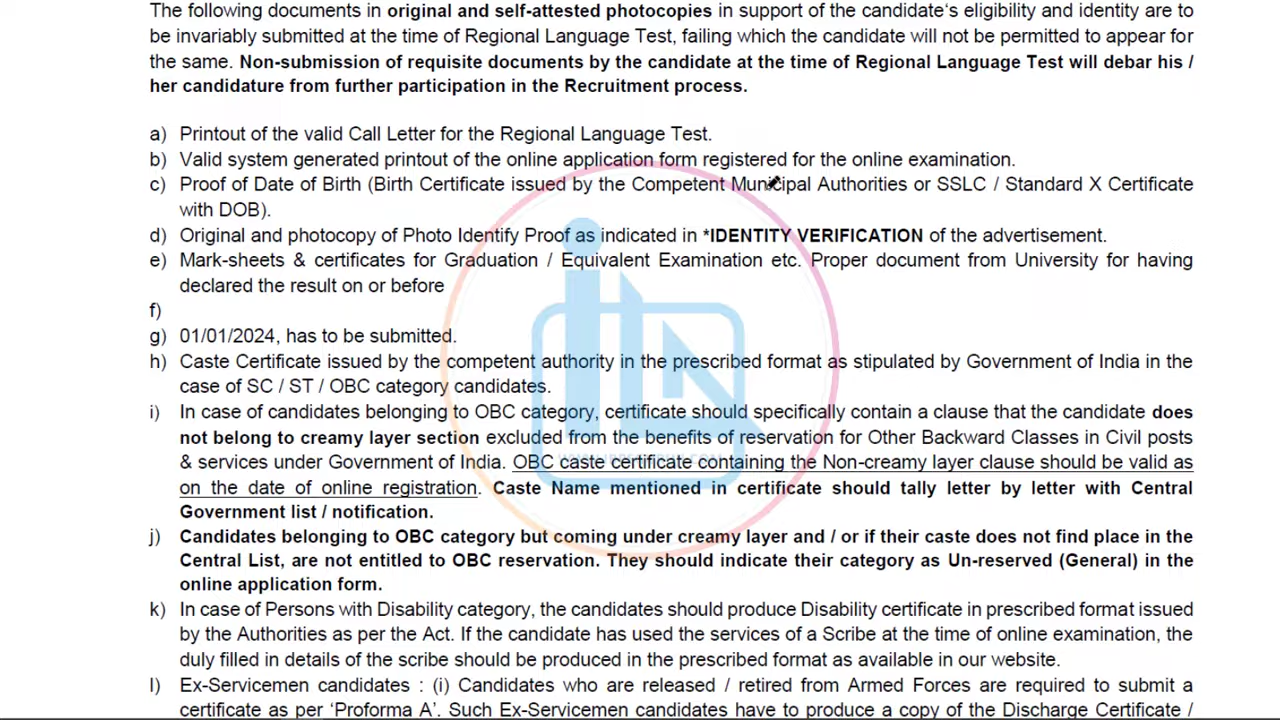 The following documents in original and self-attested photocopies in support of the candidate's eligibility and identity are to
be invariably submitted at the time of Regional Language Test, failing which the candidate will not be permitted to appear for
the same. Non-submission of requisite documents by the candidate at the time of Regional Language Test will debar his /
her candidature from further participation in the Recruitment process.
a) Printout of the valid Call Letter for the Regional Language Test.
b) Valid system generated printout of the online application form registered for the online examination.
c) Proof of Date of Birth (Birth Certificate issued by the Competent Municipal Authorities or SSLC / Standard X Certificate
with DOB).
d) Original and photocopy of Photo Identify Proof as indicated in *IDENTITY VERIFICATION of the advertisement.
e) Mark-sheets & certificates for Graduation / Equivalent Examination etc. Proper document from University for having
declared the result on or before
f)
g) 01/01/2024, has to be submitted.
h) Caste Certificate issued by the competent authority in the prescribed format as stipulated by Government of India in the
case of SC / ST / OBC category candidates.
i) In case of candidates belonging to OBC category, certificate should specifically contain a clause that the candidate does
not belong to creamy layer section excluded from the benefits of reservation for Other Backward Classes in Civil posts
& services under Government of India. OBC caste certificate containing the Non-creamy layer clause should be valid as
on the date of online registration. Caste Name mentioned in certificate should tally letter by letter with Central
Government list / notification.
j) Candidates belonging to OBC category but coming under creamy layer and / or if their caste does not find place in the
Central List, are not entitled to OBC reservation. They should indicate their category as Un-reserved (General) in the
online application form.
k) In case of Persons with Disability category, the candidates should produce Disability certificate in prescribed format issued
by the Authorities as per the Act. If the candidate has used the services of a Scribe at the time of online examination, the
duly filled in details of the scribe should be produced in the prescribed format as available in our website.
l) Ex-Servicemen candidates : (i) Candidates who are released / retired from Armed Forces are required to submit a
certificate as per 'Proforma A'. Such Ex-Servicemen candidates have to produce a copy of the Discharge Certificate /